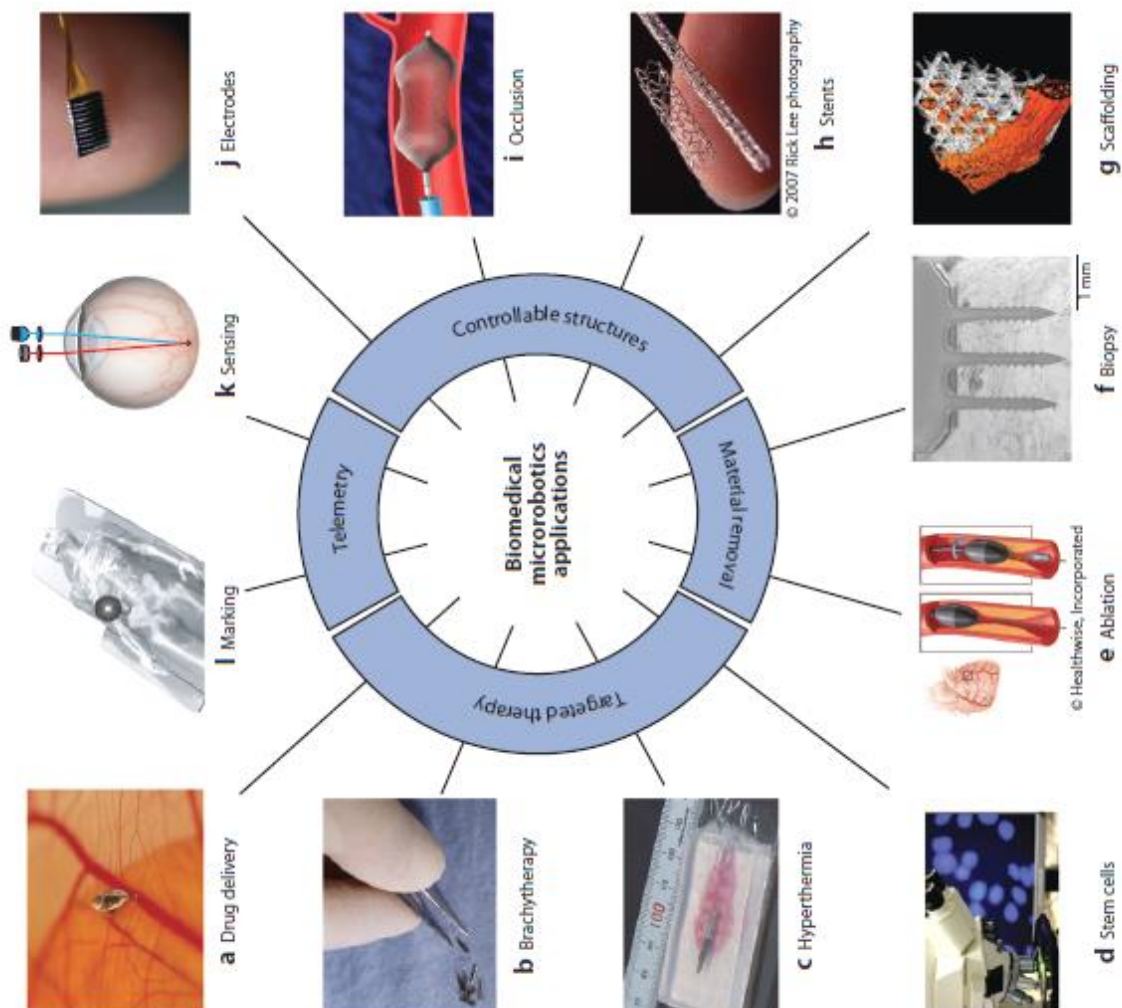 Biomedical
microrobotics
applications
Targeted therapy
Telemetry
Controllable structures
Material removal
a Drug delivery
b Brachytherapy
c Hyperthermia
100
d Stem cells
e Ablation
© Healthwise, Incorporated
f Biopsy
1 mm
g Scaffolding
h Stents
© 2007 Rick Lee photography
i Occlusion
j Electrodes
k Sensing
l Marking